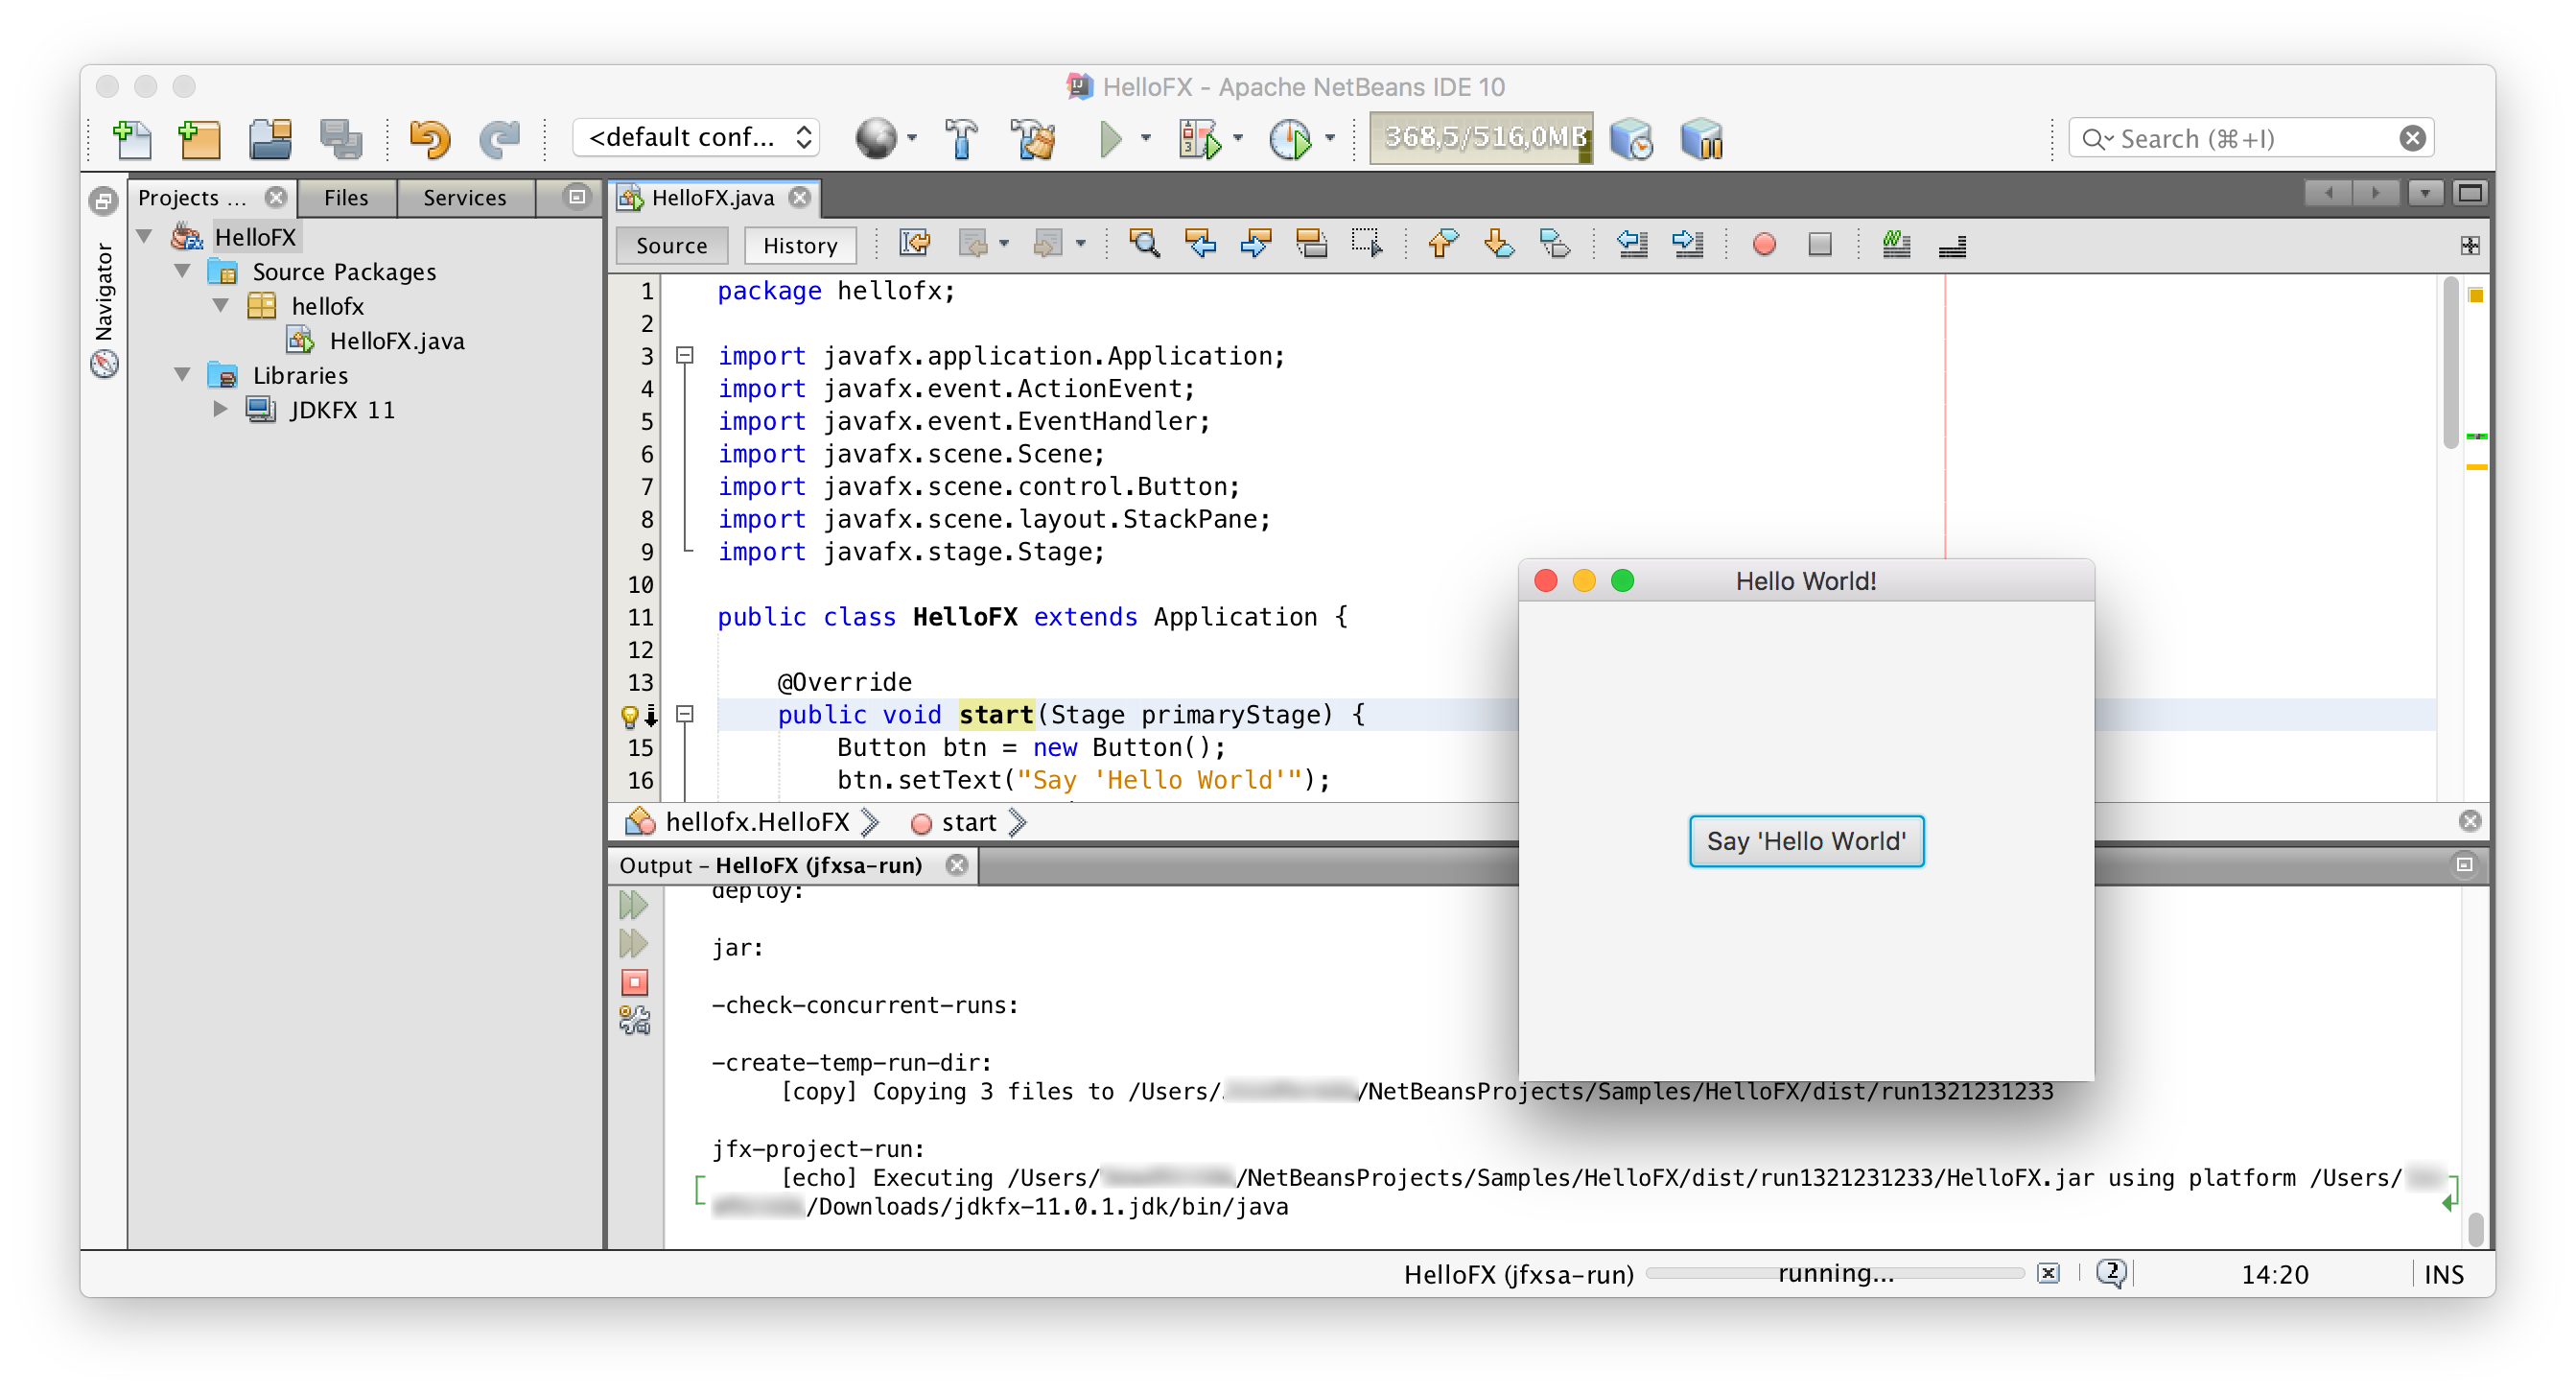 HelloFX - Apache NetBeans IDE 10
<default conf...
368,5/516,0MB
Search (⌘+I)
Projects ...
Files
Services
Navigator
HelloFX
Source Packages
hellofx
HelloFX.java
Libraries
JDKFX 11
HelloFX.java
Source
History
1 package hellofx;
2
3 import javafx.application.Application;
4 import javafx.event.ActionEvent;
5 import javafx.event.EventHandler;
6 import javafx.scene.Scene;
7 import javafx.scene.control.Button;
8 import javafx.scene.layout.StackPane;
9 import javafx.stage.Stage;
10
11 public class HelloFX extends Application {
12
13 @Override
public void start(Stage primaryStage) {
15 Button btn = new Button();
16 btn.setText("Say 'Hello World'");
hellofx.HelloFX
start
Hello World!
Say 'Hello World'
Output – HelloFX (jfxsa-run)
deploy:
jar:
-check-concurrent-runs:
-create-temp-run-dir:
[copy] Copying 3 files to /Users/ /NetBeansProjects/Samples/HelloFX/dist/run1321231233
jfx-project-run:
[echo] Executing /Users/ /NetBeansProjects/Samples/HelloFX/dist/run1321231233/HelloFX.jar using platform /Users/
/Downloads/jdkfx-11.0.1.jdk/bin/java
HelloFX (jfxsa-run)
running...
2
14:20
INS